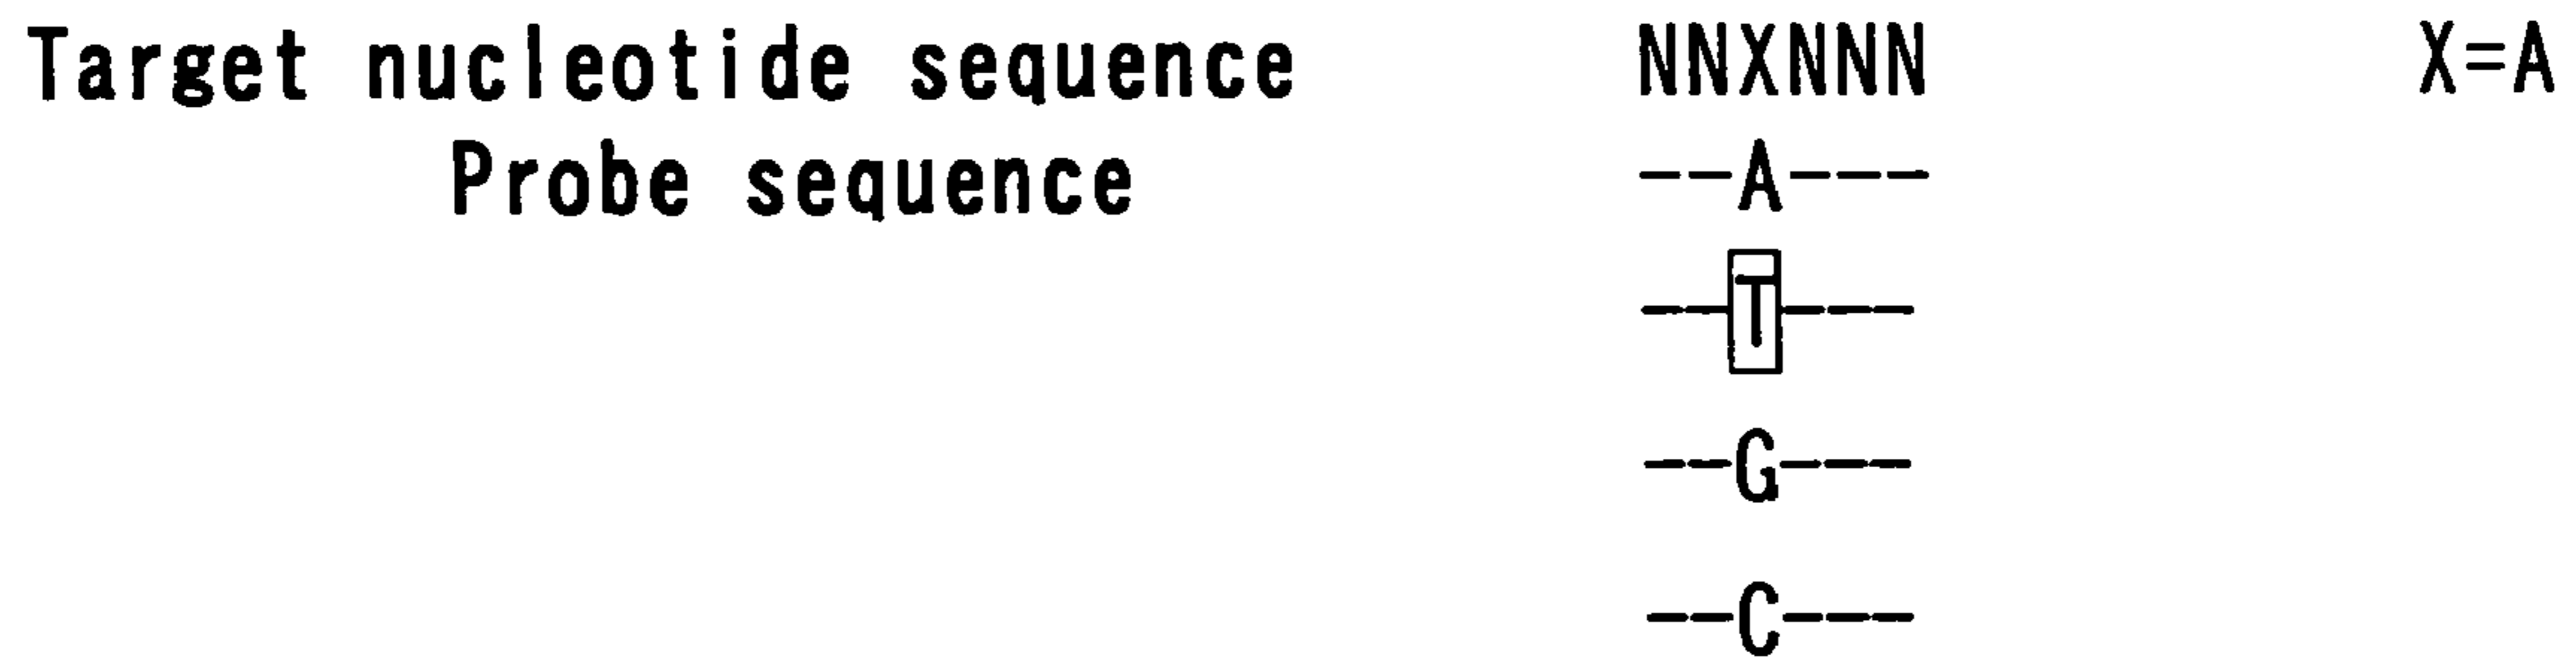 Target nucleotide sequence NNXNNN X=A
Probe sequence --A---
--T---
--G---
--C---